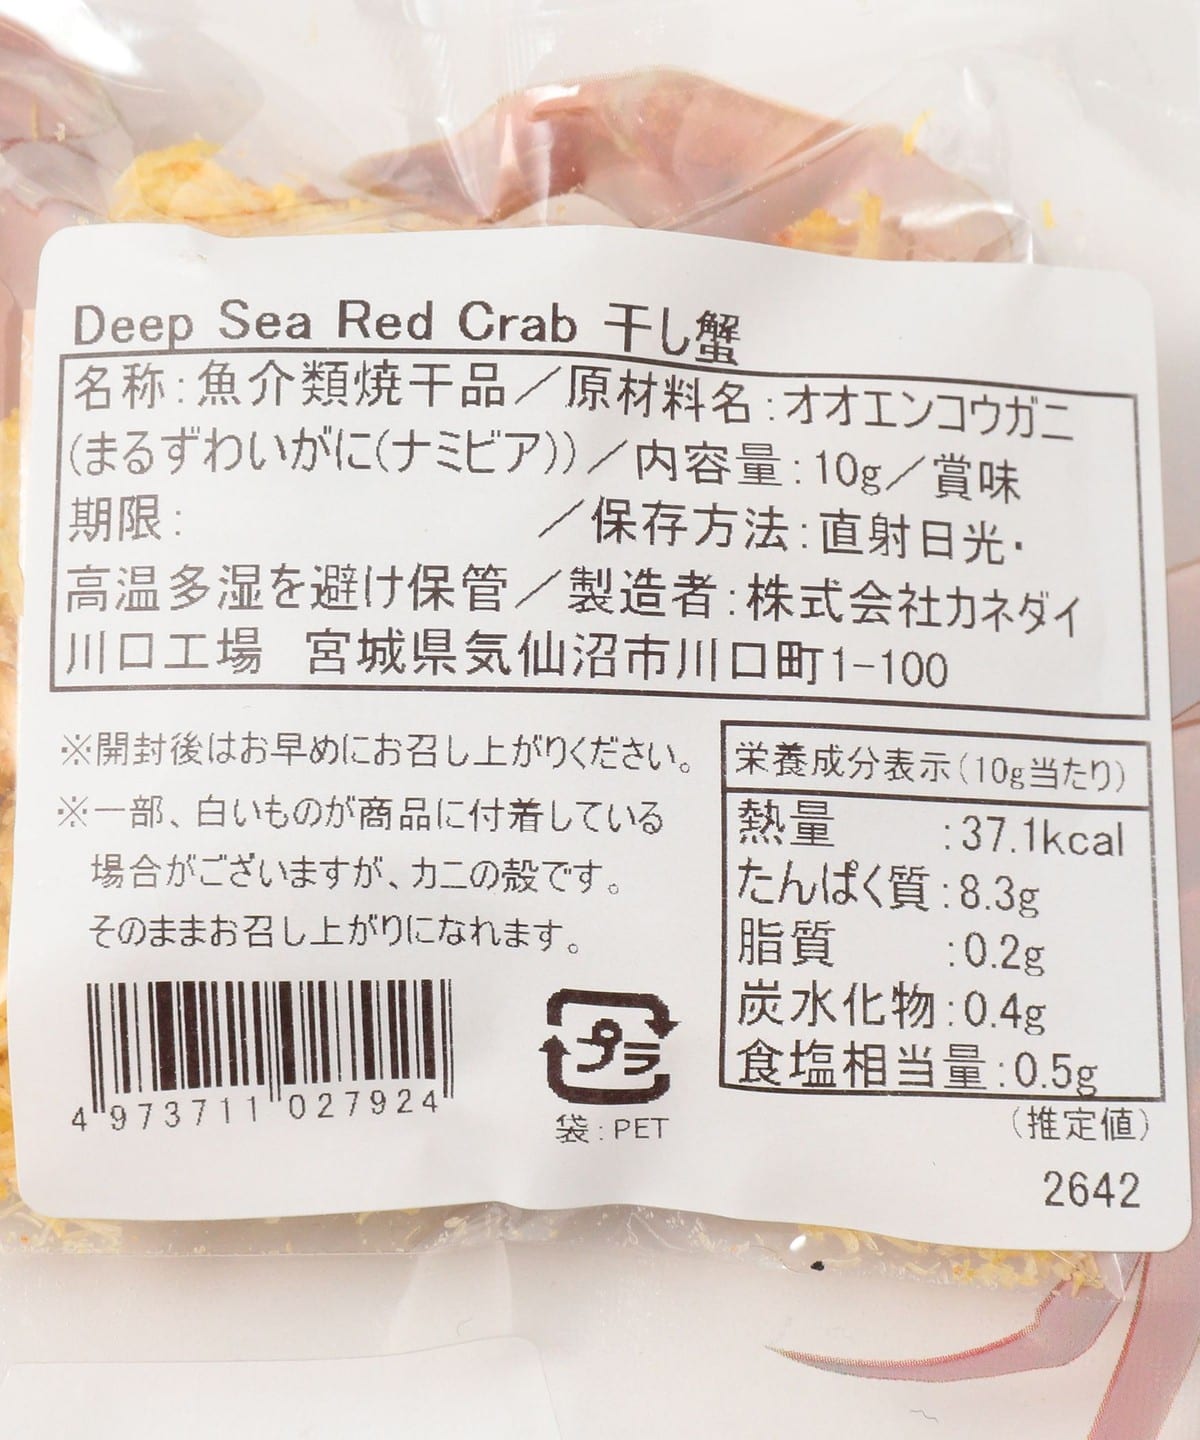 Deep Sea Red Crab 干し蟹
名称:魚介類焼干品／原材料名:オオエンコウガニ
(まるずわいがに(ナミビア))／内容量:10g／賞味
期限: ／保存方法:直射日光・
高温多湿を避け保管／製造者:株式会社カネダイ
川口工場 宮城県気仙沼市川口町1-100
※開封後はお早めにお召し上がりください。
※一部、白いものが商品に付着している
場合がございますが、カニの殻です。
そのままお召し上がりになれます。
栄養成分表示(10g当たり)
熱量 :37.1kcal
たんぱく質:8.3g
脂質 :0.2g
炭水化物:0.4g
食塩相当量:0.5g
(推定値)
4 973711 027924
プラ
袋:PET
2642